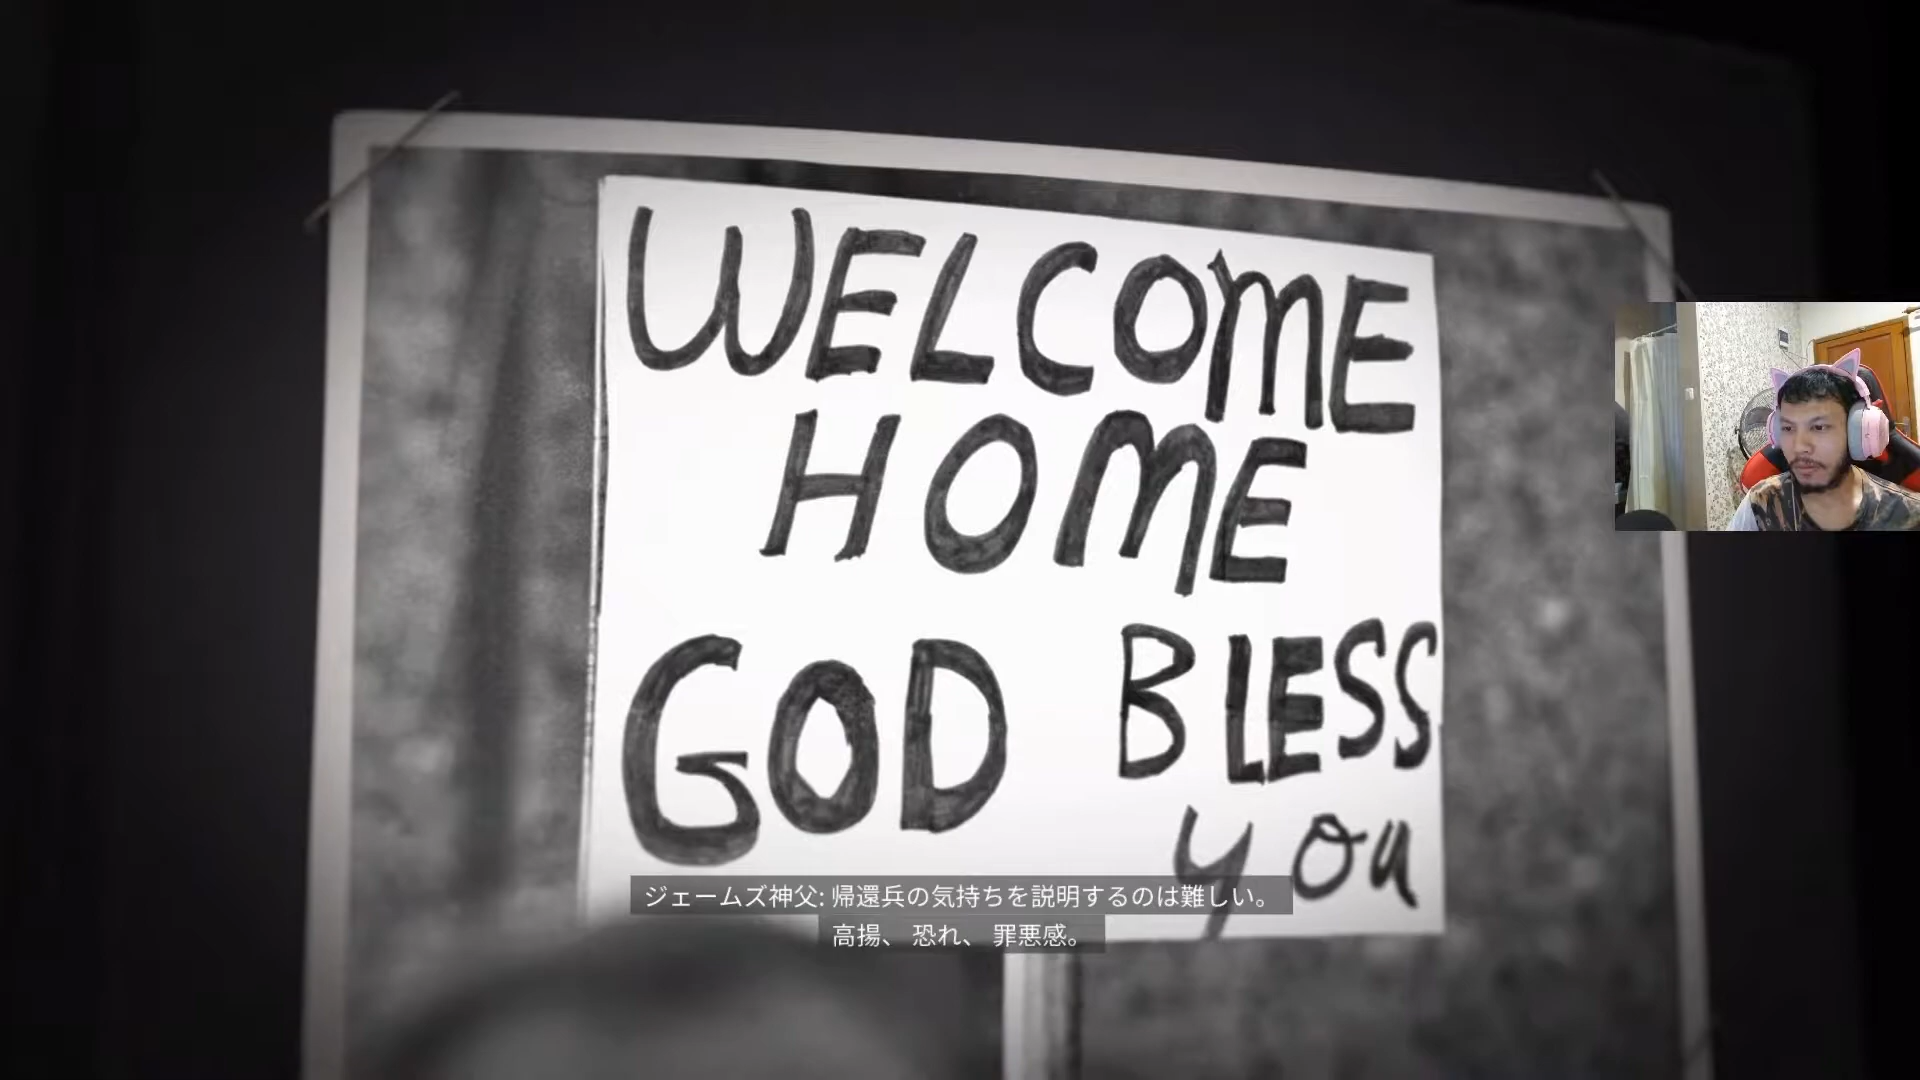 WELCOME
HOME
GOD BLESS
you
ジェームズ神父: 帰還兵の気持ちを説明するのは難しい。
高揚、 恐れ、 罪悪感。